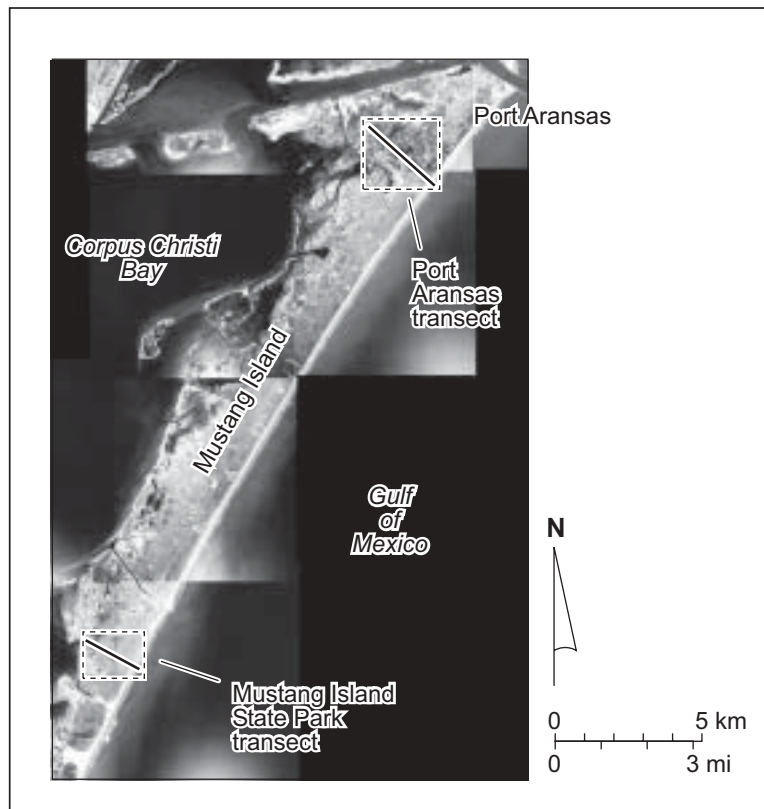 Port Aransas
Corpus Christi
Bay
Port
Aransas
transect
Mustang Island
Gulf
of
Mexico
N
Mustang Island
State Park
transect
0 5 km
0 3 mi